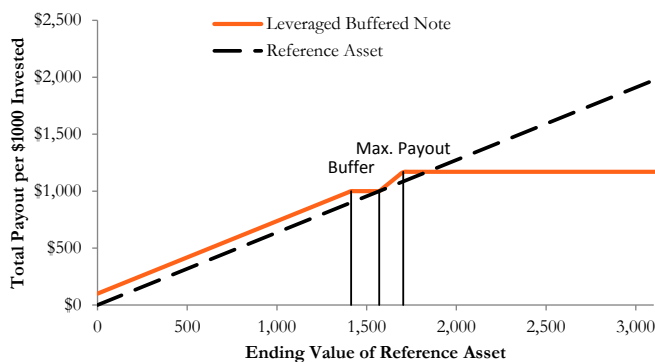 Leveraged Buffered Note
Reference Asset
Total Payout per $1000 Invested
$2,500
$2,000
$1,500
$1,000
$500
$0
Max. Payout
Buffer
0 500 1,000 1,500 2,000 2,500 3,000
Ending Value of Reference Asset